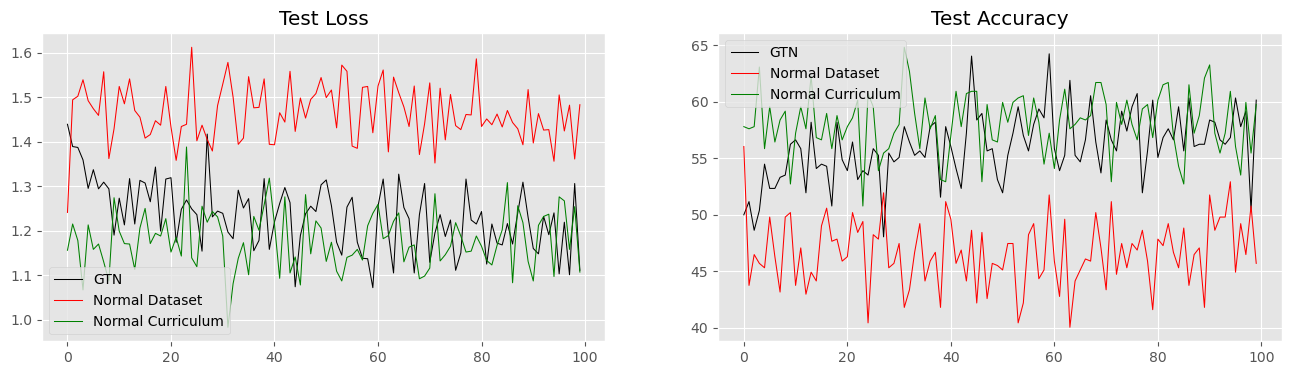 Test Loss
1.6
1.5
1.4
1.3
1.2
1.1
1.0
GTN
Normal Dataset
Normal Curriculum
0 20 40 60 80 100
Test Accuracy
65
60
55
50
45
40
GTN
Normal Dataset
Normal Curriculum
0 20 40 60 80 100